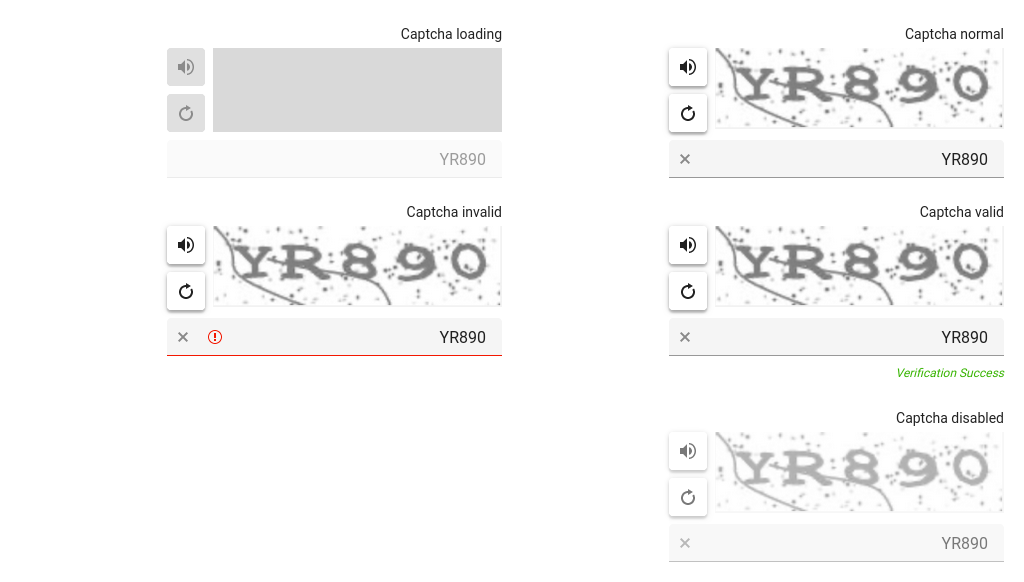 Captcha loading
YR890
Captcha normal
YR890
YR890
Captcha invalid
YR890
YR890
Captcha valid
YR890
YR890
Verification Success
Captcha disabled
YR890
YR890